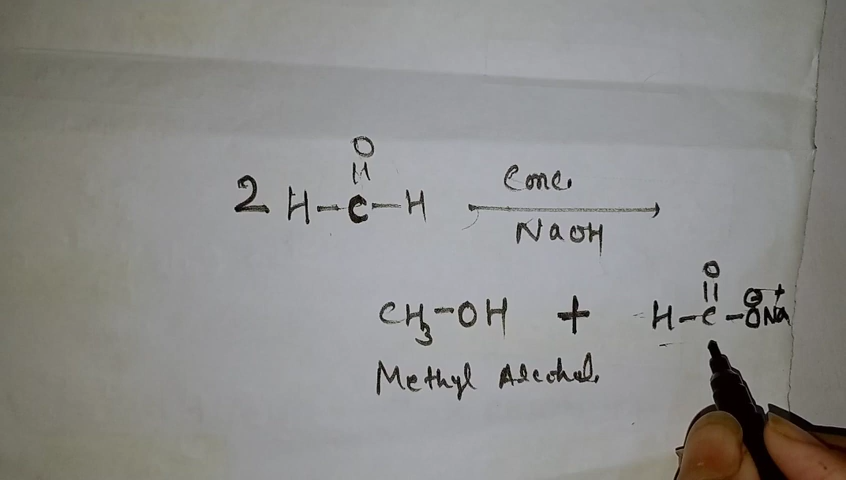 O
||
2 H-C-H Conc. NaOH
O
||
CH3-OH + H-C-O⊖Na+
Methyl Alcohol.